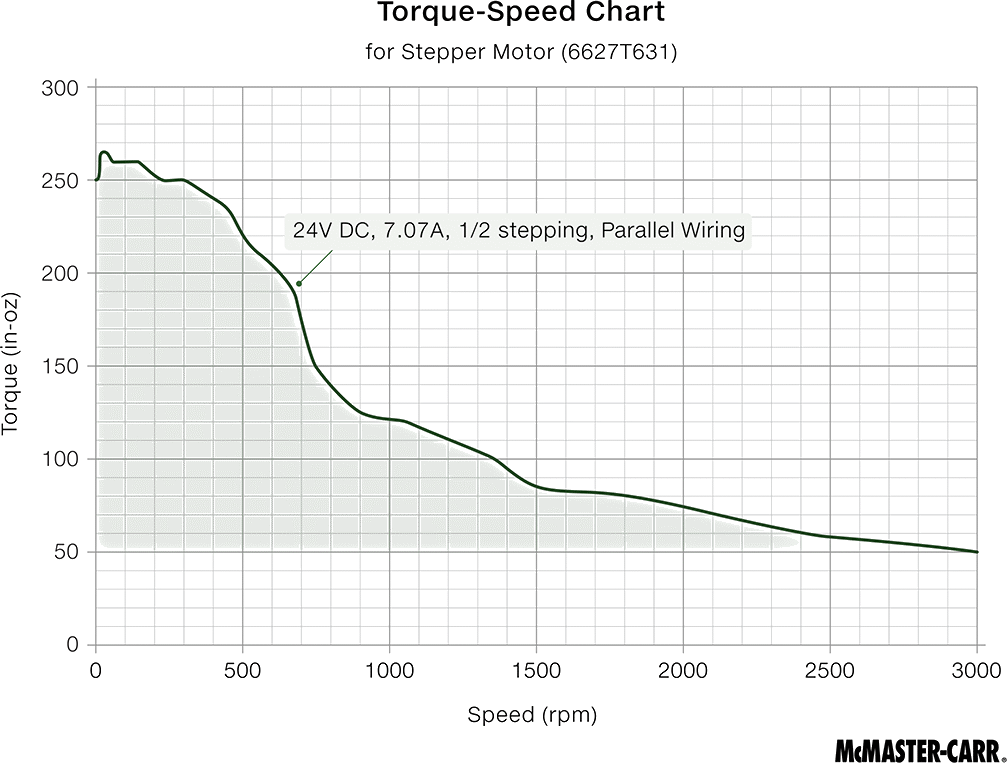 Torque-Speed Chart
for Stepper Motor (6627T631)
300
250
24V DC, 7.07A, 1/2 stepping, Parallel Wiring
200
Torque (in-oz)
150
100
50
0
0 500 1000 1500 2000 2500 3000
Speed (rpm)
McMASTER-CARR®